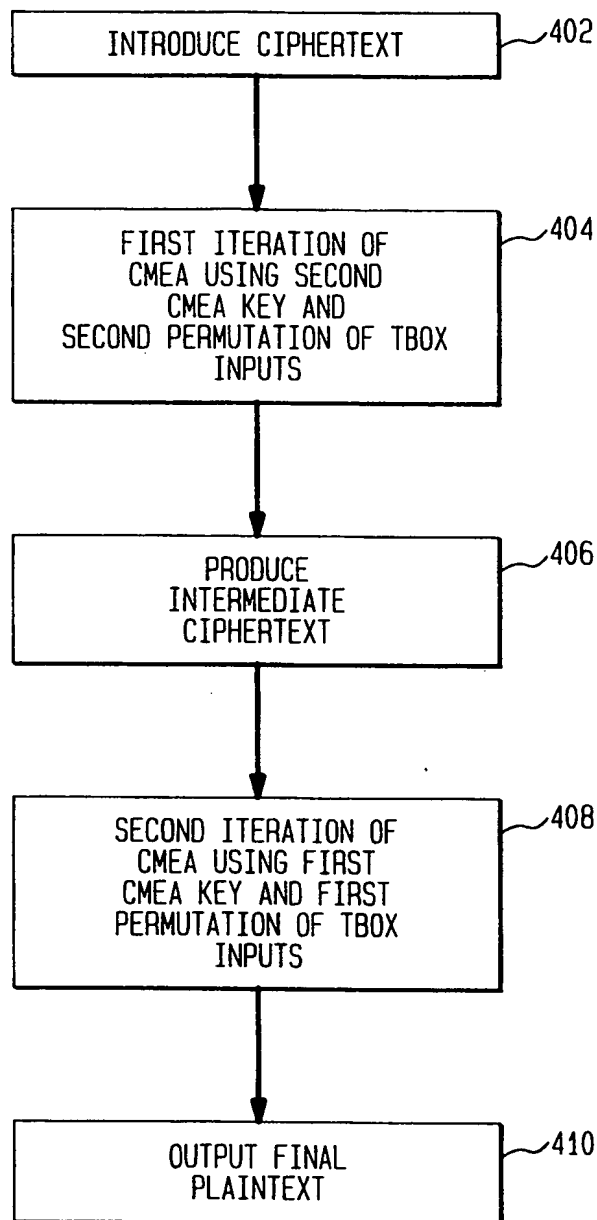 INTRODUCE CIPHERTEXT
402
FIRST ITERATION OF
CMEA USING SECOND
CMEA KEY AND
SECOND PERMUTATION OF TBOX
INPUTS
404
PRODUCE
INTERMEDIATE
CIPHERTEXT
406
SECOND ITERATION OF
CMEA USING FIRST
CMEA KEY AND FIRST
PERMUTATION OF TBOX
INPUTS
408
OUTPUT FINAL
PLAINTEXT
410